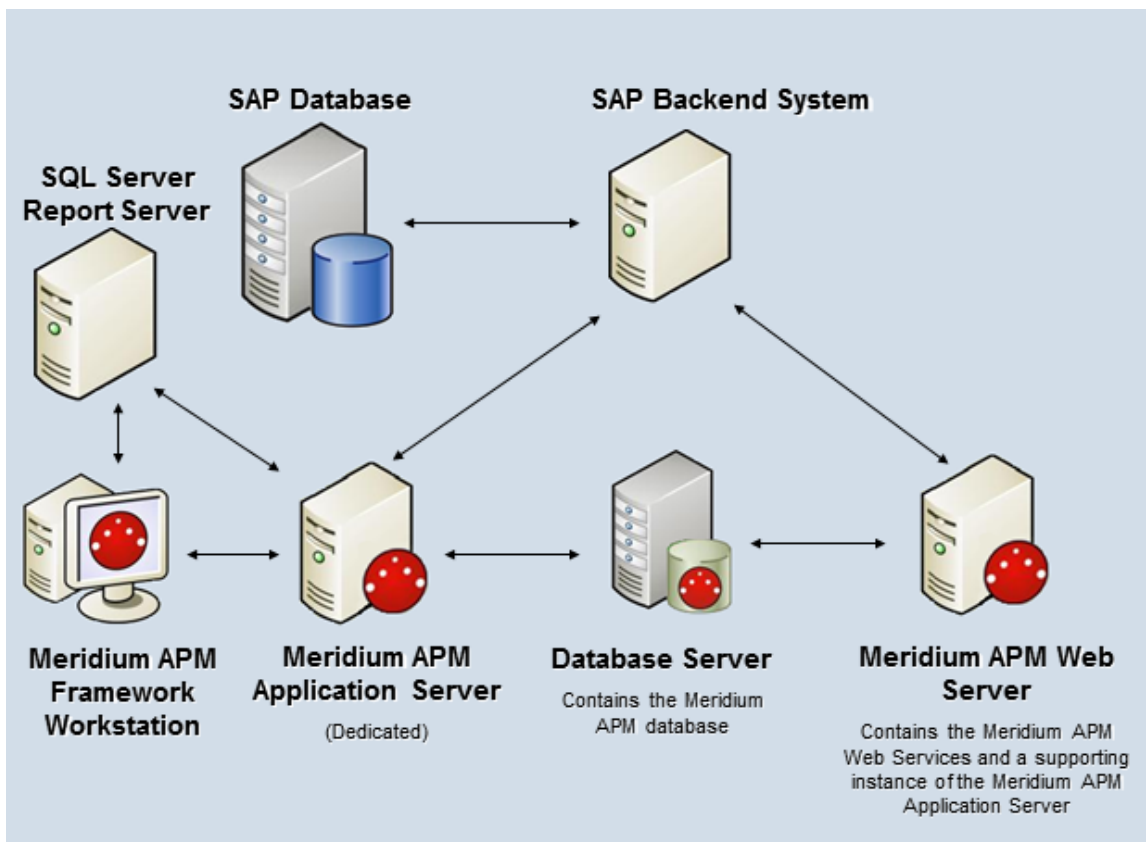 SAP Database
SAP Backend System
SQL Server
Report Server
Meridium APM
Framework
Workstation
Meridium APM
Application Server
(Dedicated)
Database Server
Contains the Meridium
APM database
Meridium APM Web
Server
Contains the Meridium APM
Web Services and a supporting
instance of the Meridium APM
Application Server